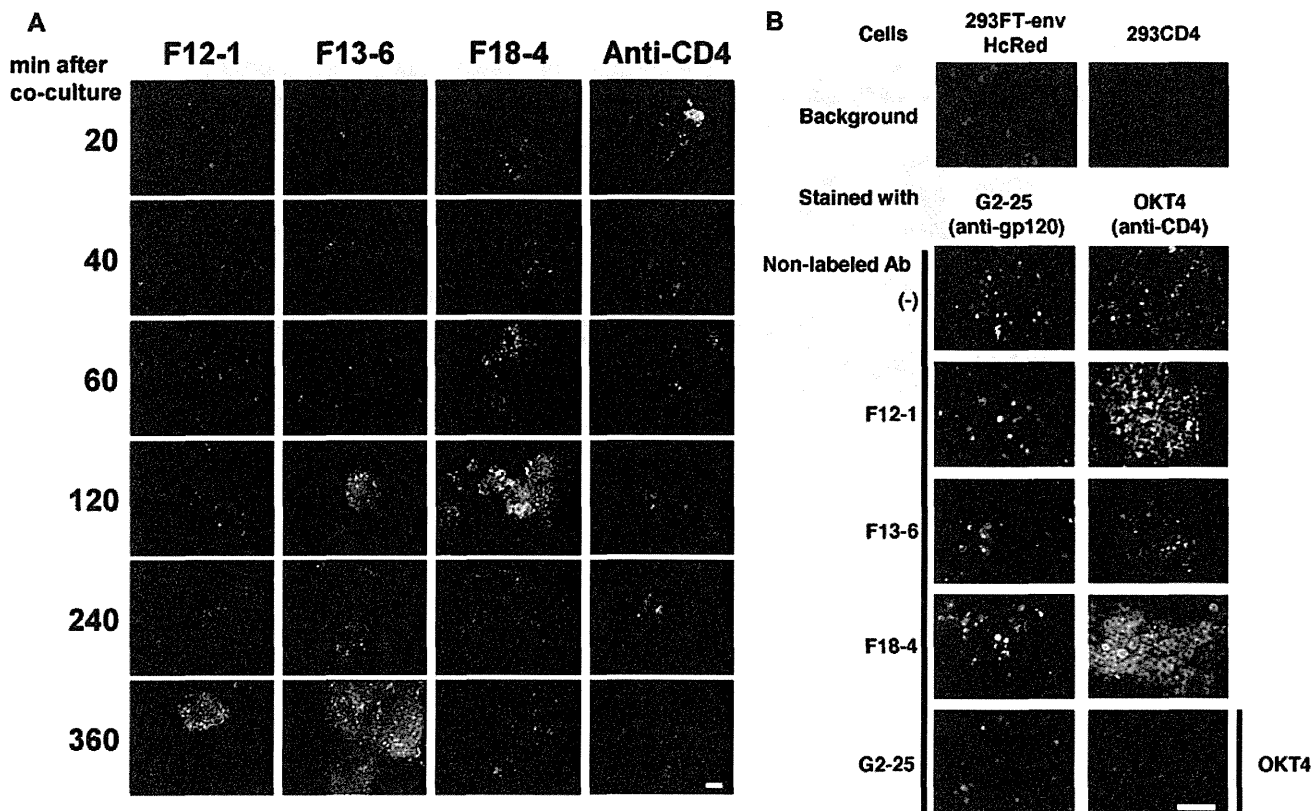 A
min after
co-culture
F12-1 F13-6 F18-4 Anti-CD4
20
40
60
120
240
360
B
Cells
293FT-env
HcRed
293CD4
Background
Stained with
G2-25
(anti-gp120)
OKT4
(anti-CD4)
Non-labeled Ab
(-)
F12-1
F13-6
F18-4
G2-25
OKT4